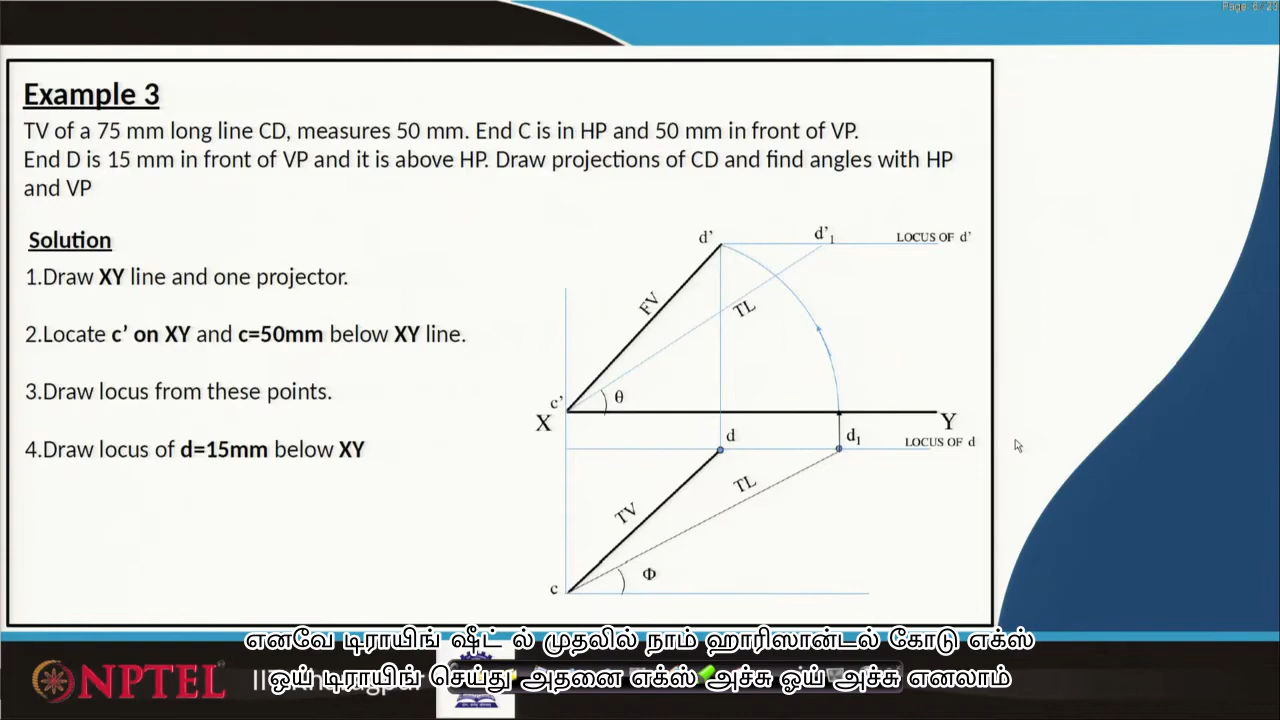 Page 6/26
Example 3
TV of a 75 mm long line CD, measures 50 mm. End C is in HP and 50 mm in front of VP.
End D is 15 mm in front of VP and it is above HP. Draw projections of CD and find angles with HP
and VP
Solution
1.Draw XY line and one projector.
2.Locate c’ on XY and c=50mm below XY line.
3.Draw locus from these points.
4.Draw locus of d=15mm below XY
d’
d’1
LOCUS OF d’
FV
TL
c’
θ
X
Y
d
d1
LOCUS OF d
TL
TV
Φ
c
எனவே டிராயிங் ஷீட் ல் முதலில் நாம் ஹாரிஸான்டல் கோடு எக்ஸ்
ஒய் டிராயிங் செய்து அதனை எக்ஸ் அச்சு ஓய் அச்சு எனலாம்
NPTEL